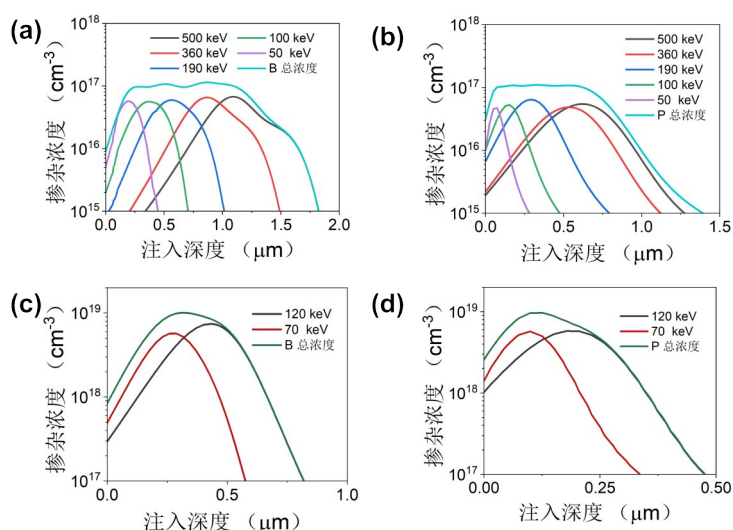 (a)
掺杂浓度 （cm-3）
10^18
10^17
10^16
10^15
500 keV
360 keV
190 keV
100 keV
50 keV
B 总浓度
0.0 0.5 1.0 1.5 2.0
注入深度 （μm）
(b)
掺杂浓度 （cm-3）
10^18
10^17
10^16
10^15
500 keV
360 keV
190 keV
100 keV
50 keV
P 总浓度
0.0 0.5 1.0 1.5
注入深度 （μm）
(c)
掺杂浓度 （cm-3）
10^19
10^18
10^17
120 keV
70 keV
B 总浓度
0.0 0.5 1.0
注入深度 （μm）
(d)
掺杂浓度 （cm-3）
10^19
10^18
10^17
120 keV
70 keV
P 总浓度
0.00 0.25 0.50
注入深度 （μm）